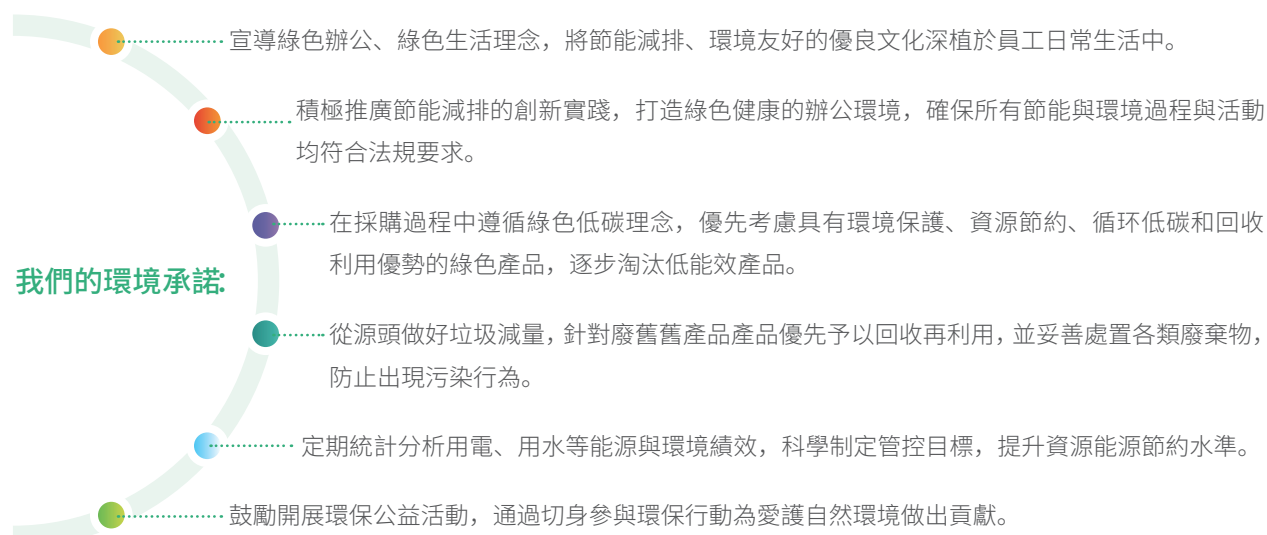 宣導綠色辦公、綠色生活理念，將節能減排、環境友好的優良文化深植於員工日常生活中。
積極推廣節能減排的創新實踐，打造綠色健康的辦公環境，確保所有節能與環境過程與活動
均符合法規要求。
在採購過程中遵循綠色低碳理念，優先考慮具有環境保護、資源節約、循环低碳和回收
利用優勢的綠色產品，逐步淘汰低能效產品。
我們的環境承諾:
從源頭做好垃圾減量，針對廢舊舊產品產品優先予以回收再利用，並妥善處置各類廢棄物，
防止出現污染行為。
定期統計分析用電、用水等能源與環境績效，科學制定管控目標，提升資源能源節約水準。
鼓勵開展環保公益活動，通過切身參與環保行動為愛護自然環境做出貢獻。